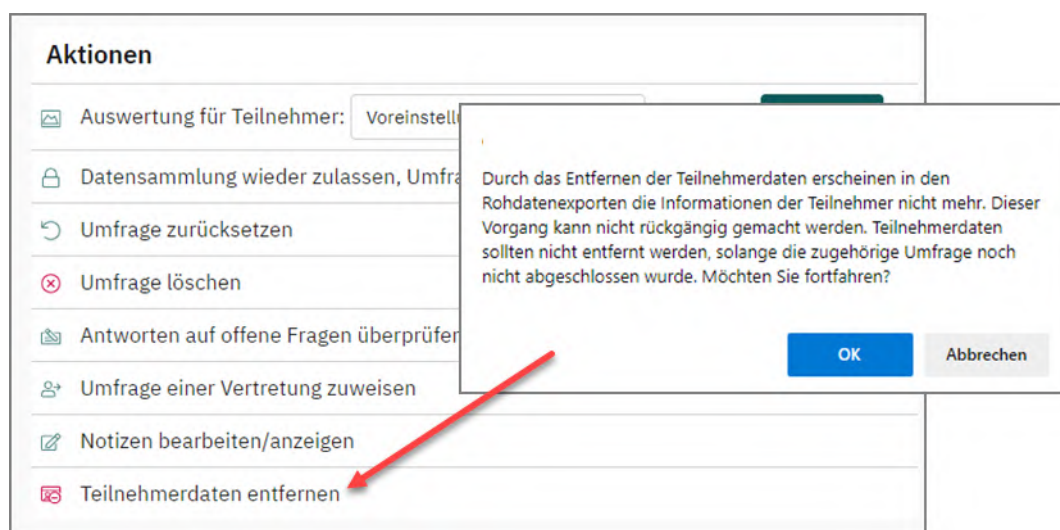 Aktionen
Auswertung für Teilnehmer:
Datensammlung wieder zulassen,
Umfrage zurücksetzen
Umfrage löschen
Antworten auf offene Fragen
Umfrage einer Vertretung zuweisen
Notizen bearbeiten/anzeigen
Teilnehmerdaten entfernen
Durch das Entfernen der Teilnehmerdaten erscheinen in den
Rohdatenexporten die Informationen der Teilnehmer nicht mehr. Dieser
Vorgang kann nicht rückgängig gemacht werden. Teilnehmerdaten
sollten nicht entfernt werden, solange die zugehörige Umfrage noch
nicht abgeschlossen wurde. Möchten Sie fortfahren?
OK
Abbrechen